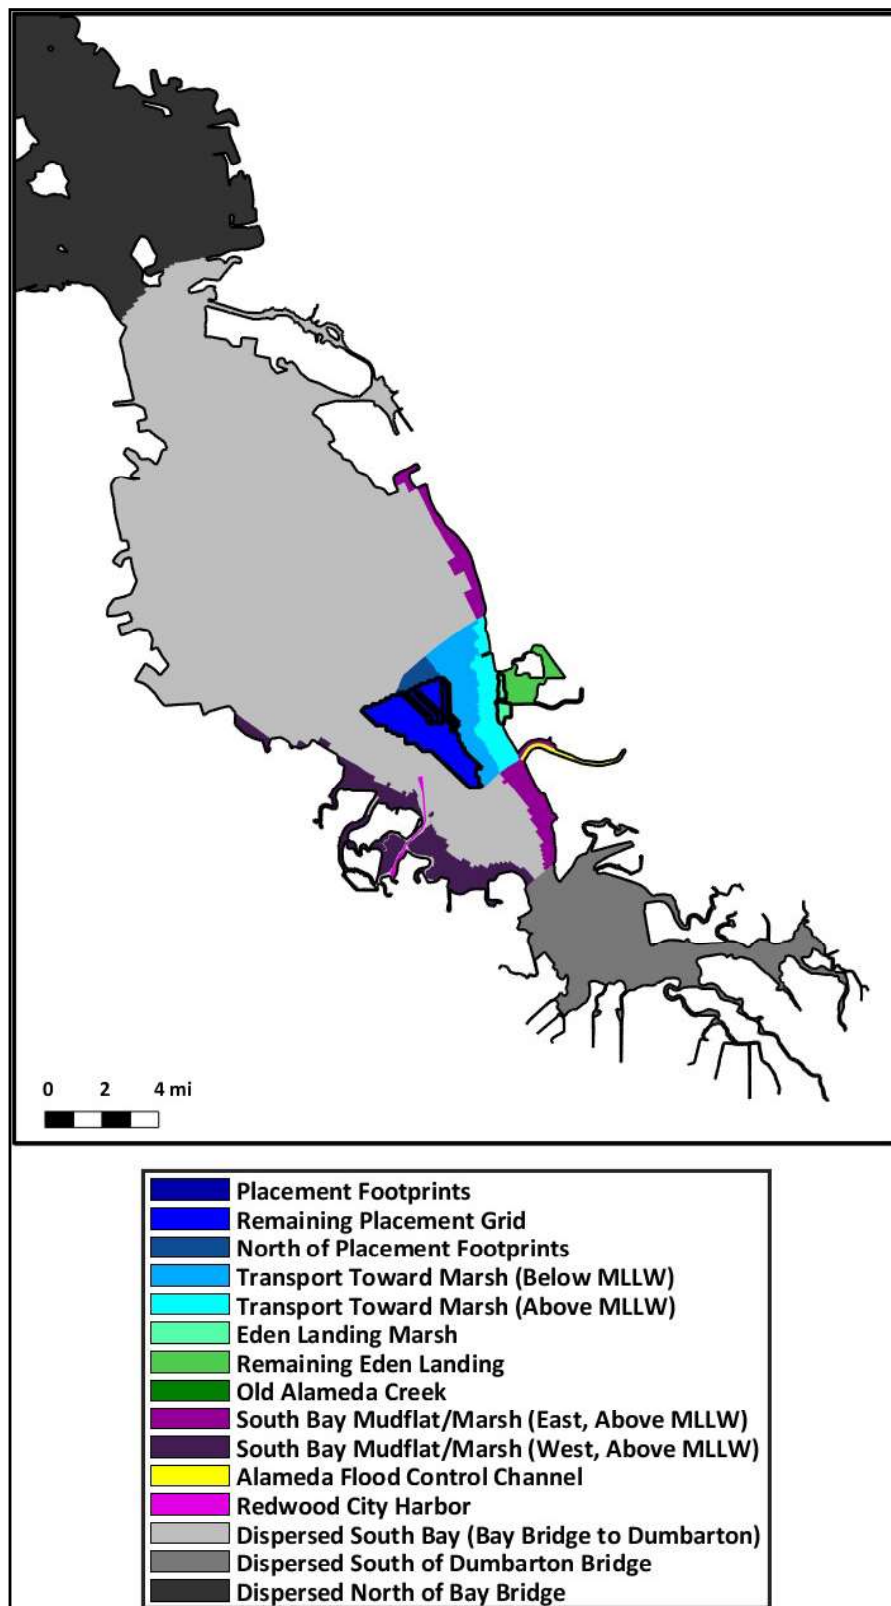 0 2 4 mi
Placement Footprints
Remaining Placement Grid
North of Placement Footprints
Transport Toward Marsh (Below MLLW)
Transport Toward Marsh (Above MLLW)
Eden Landing Marsh
Remaining Eden Landing
Old Alameda Creek
South Bay Mudflat/Marsh (East, Above MLLW)
South Bay Mudflat/Marsh (West, Above MLLW)
Alameda Flood Control Channel
Redwood City Harbor
Dispersed South Bay (Bay Bridge to Dumbarton)
Dispersed South of Dumbarton Bridge
Dispersed North of Bay Bridge